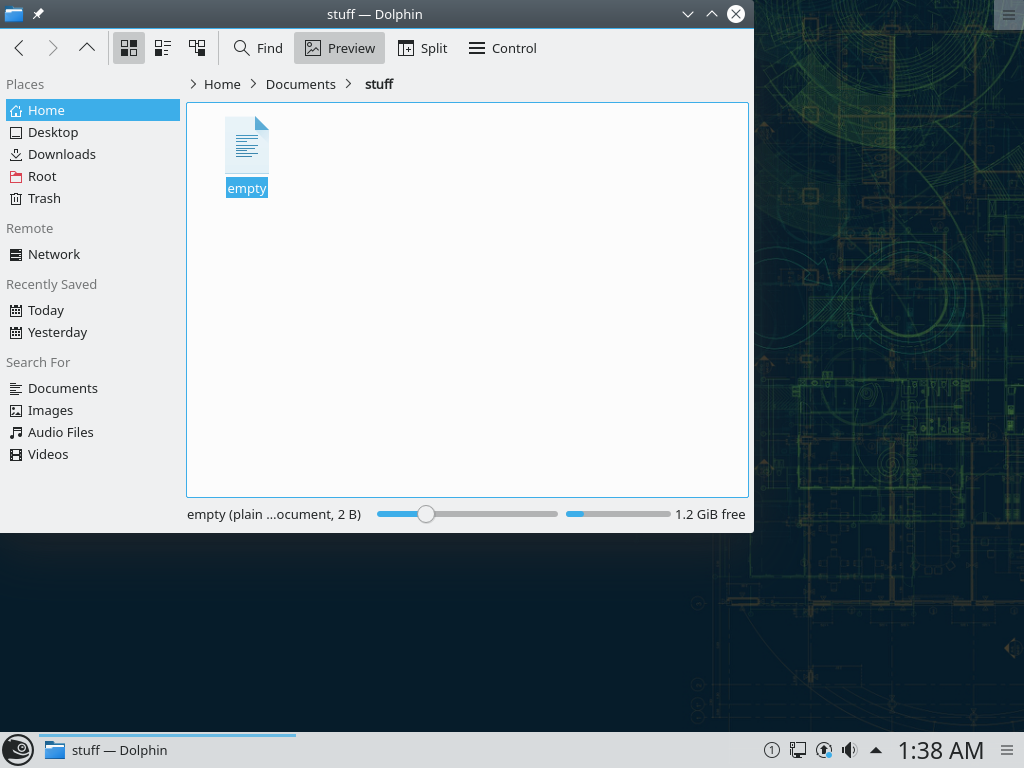 stuff — Dolphin
Find
Preview
Split
Control
Places
Home
Documents
stuff
Home
Desktop
Downloads
Root
Trash
Remote
Network
Recently Saved
Today
Yesterday
Search For
Documents
Images
Audio Files
Videos
empty
empty (plain ...ocument, 2 B)
1.2 GiB free
stuff — Dolphin
1
1:38 AM